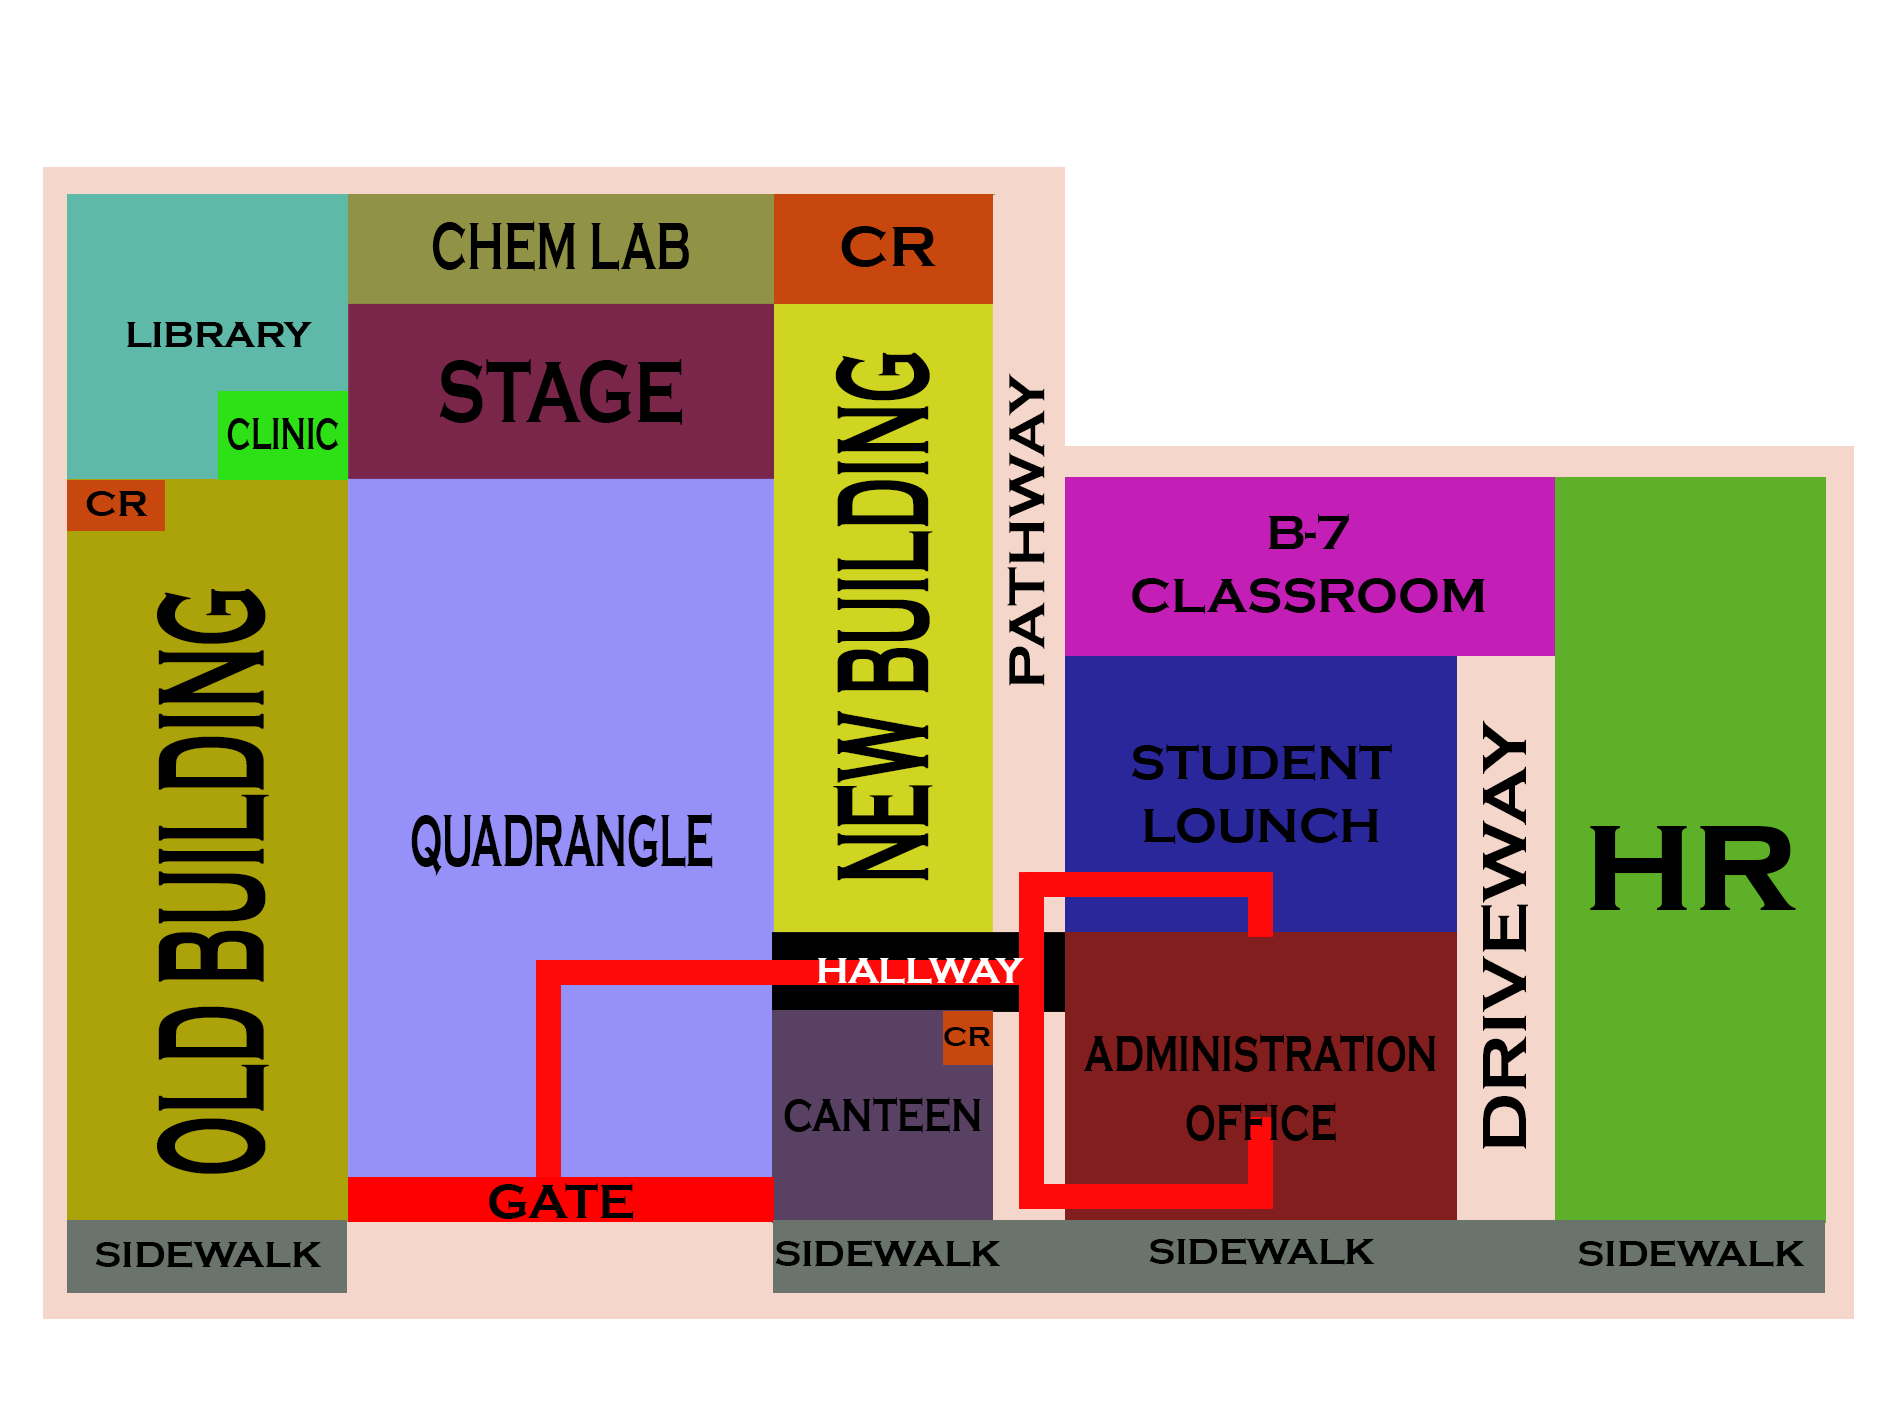 CHEM LAB
CR
LIBRARY
STAGE
CLINIC
CR
OLD BUILDING
QUADRANGLE
NEW BUILDING
PATHWAY
B-7
CLASSROOM
STUDENT
LOUNCH
DRIVEWAY
HR
HALLWAY
CR
CANTEEN
ADMINISTRATION
OFFICE
GATE
SIDEWALK
SIDEWALK
SIDEWALK
SIDEWALK